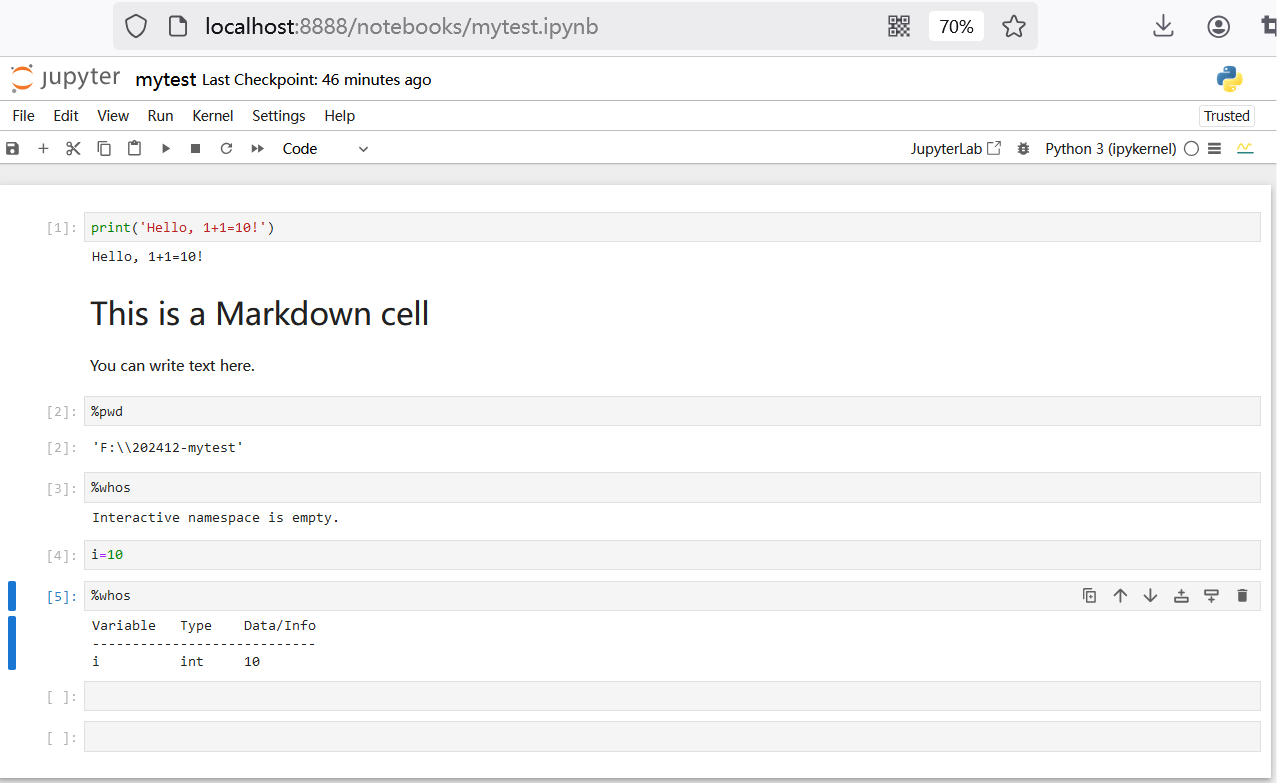 localhost:8888/notebooks/mytest.ipynb 70%
jupyter mytest Last Checkpoint: 46 minutes ago
File Edit View Run Kernel Settings Help Trusted
Code JupyterLab Python 3 (ipykernel)
[1]: print('Hello, 1+1=10!')
Hello, 1+1=10!
This is a Markdown cell
You can write text here.
[2]: %pwd
[2]: 'F:\\202412-mytest'
[3]: %whos
Interactive namespace is empty.
[4]: i=10
[5]: %whos
Variable   Type    Data/Info
----------------------------
i          int     10
[ ]:
[ ]: